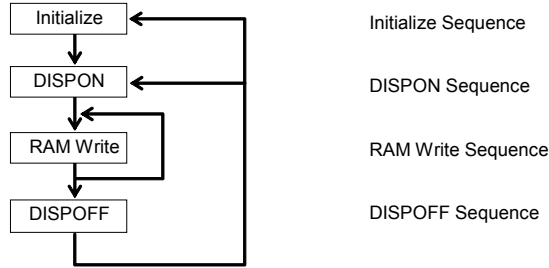 Initialize
Initialize Sequence
DISPON
DISPON Sequence
RAM Write
RAM Write Sequence
DISPOFF
DISPOFF Sequence